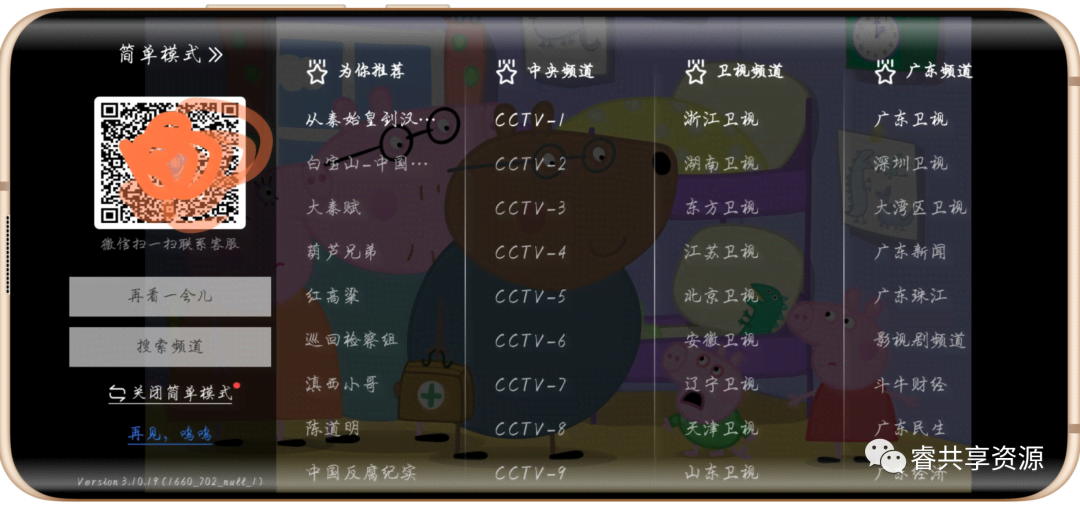 简单模式
微信扫一扫联系客服
再看一会儿
搜索频道
关闭简单模式
再见，呜呜
Version 3.10.19 (1660_702_null_1)
为你推荐
从秦始皇到汉…
白宝山-中国…
大秦赋
葫芦兄弟
红高粱
巡回检察组
滇西小哥
陈道明
中国反腐纪实
中央频道
CCTV-1
CCTV-2
CCTV-3
CCTV-4
CCTV-5
CCTV-6
CCTV-7
CCTV-8
CCTV-9
卫视频道
浙江卫视
湖南卫视
东方卫视
江苏卫视
北京卫视
安徽卫视
辽宁卫视
天津卫视
山东卫视
广东频道
广东卫视
深圳卫视
大湾区卫视
广东新闻
广东珠江
影视剧频道
斗牛财经
广东民生
广东经济
睿共享资源